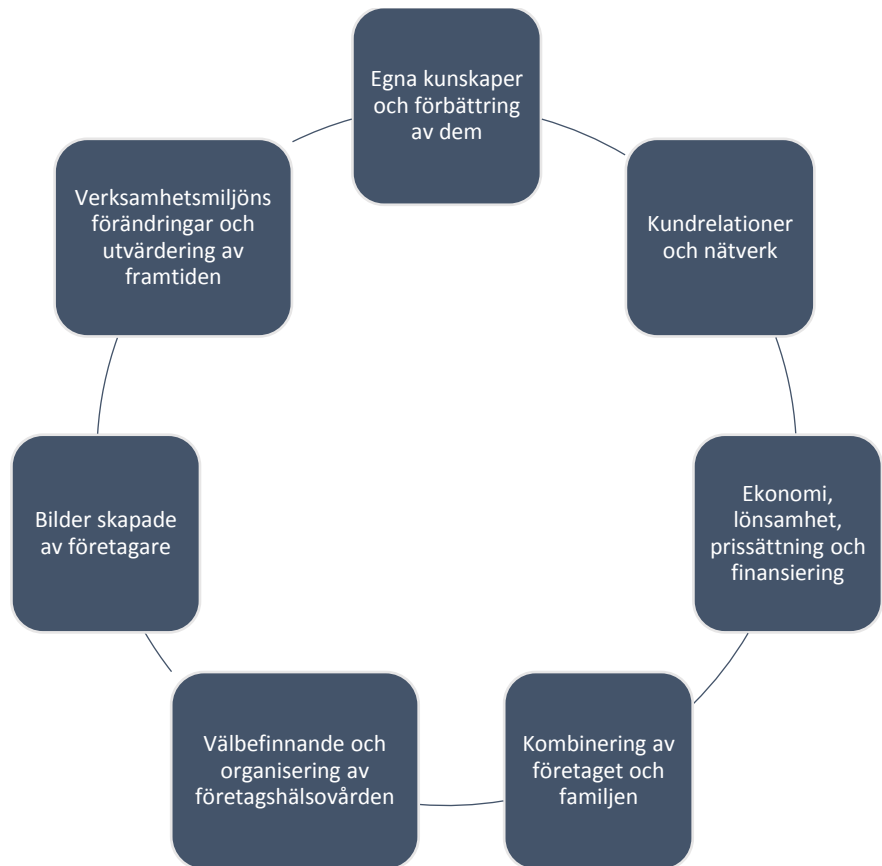 Egna kunskaper
och förbättring
av dem
Kundrelationer
och nätverk
Ekonomi,
lönsamhet,
prissättning och
finansiering
Kombinering av
företaget och
familjen
Välbefinnande och
organisering av
företagshälsovården
Bilder skapade
av företagare
Verksamhetsmiljöns
förändringar och
utvärdering av
framtiden